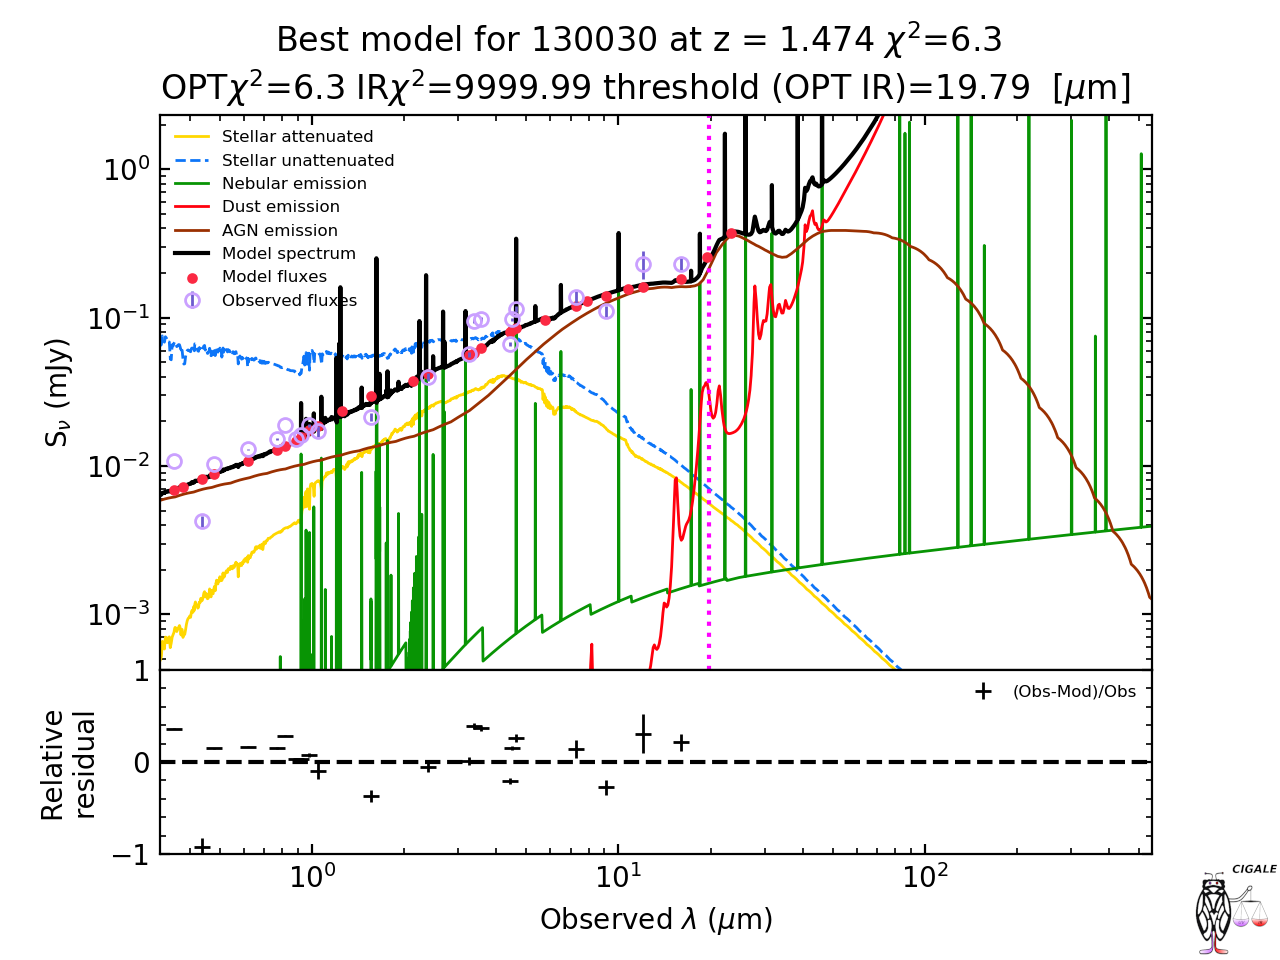 Best model for 130030 at z = 1.474 χ²=6.3
OPTχ²=6.3 IRχ²=9999.99 threshold (OPT IR)=19.79 [μm]
Stellar attenuated
Stellar unattenuated
Nebular emission
Dust emission
AGN emission
Model spectrum
Model fluxes
Observed fluxes
S_ν (mJy)
10⁰
10⁻¹
10⁻²
10⁻³
1
0
−1
Relative
residual
(Obs-Mod)/Obs
10⁰ 10¹ 10²
Observed λ (μm)
CIGALE